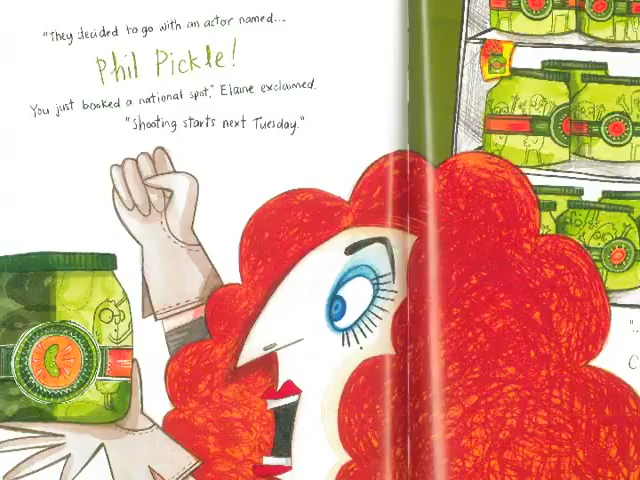 "They decided to go with an actor named...
Phil Pickle!
You just booked a national spot," Elaine exclaimed.
"Shooting starts next Tuesday."
"...
C